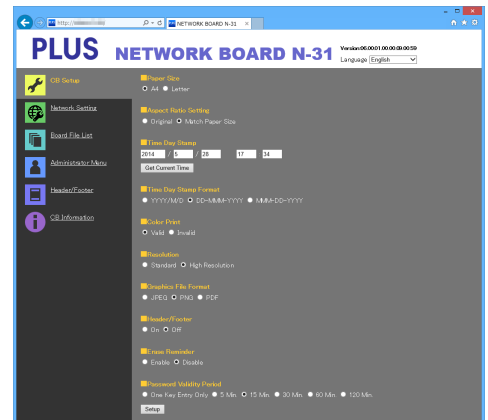 http://
NETWORK BOARD N-31 ×
PLUS NETWORK BOARD N-31
Version:06.00.01.00.00.09.00.59
Language English
CB Setup
Network Setting
Board File List
Administrator Menu
Header/Footer
CB Information
Paper Size
A4 Letter
Aspect Ratio Setting
Original Match Paper Size
Time Day Stamp
2014 / 5 / 28 17 34
Get Current Time
Time Day Stamp Format
YYYY/M/D DD-MMM-YYYY MMM-DD-YYYY
Color Print
Valid Invalid
Resolution
Standard High Resolution
Graphics File Format
JPEG PNG PDF
Header/Footer
On Off
Erase Reminder
Enable Disable
Password Validity Period
One Key Entry Only 5 Min. 15 Min. 30 Min. 60 Min. 120 Min.
Setup